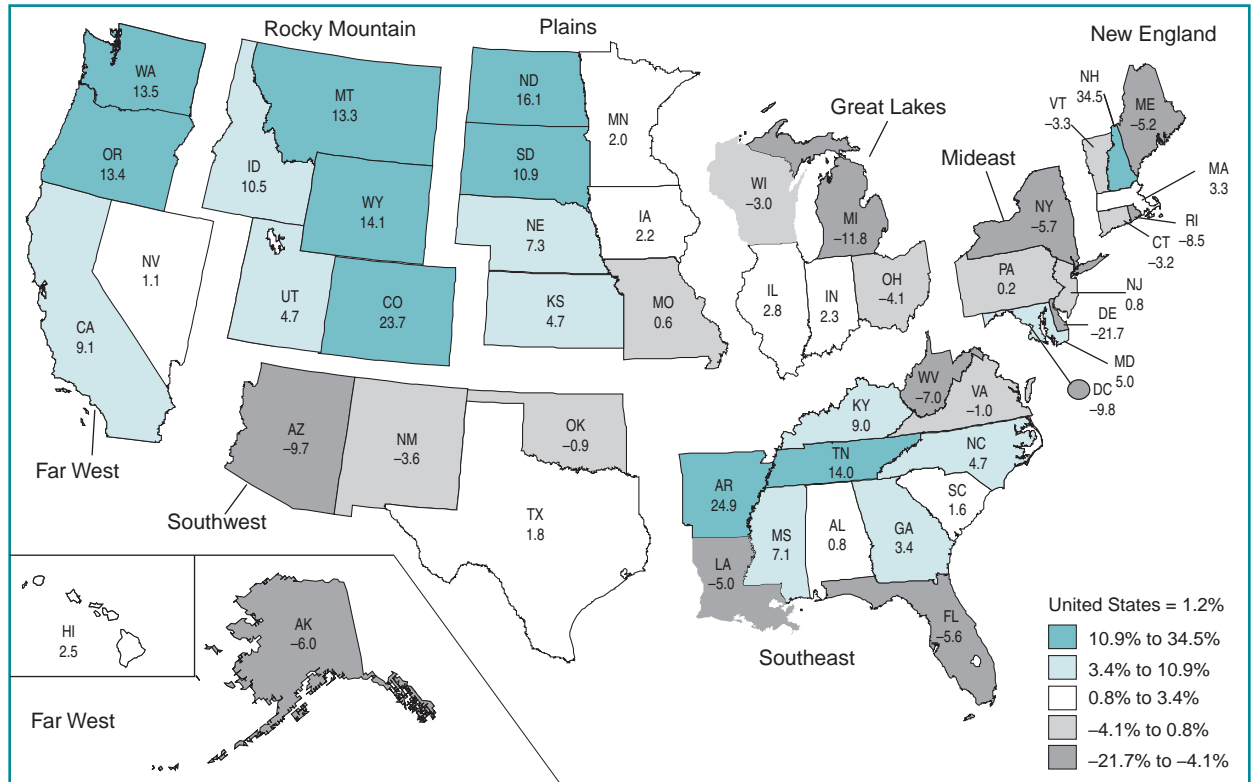 Rocky Mountain
Plains
New England
WA
13.5
OR
13.4
CA
9.1
NV
1.1
Far West
MT
13.3
ID
10.5
WY
14.1
UT
4.7
CO
23.7
ND
16.1
SD
10.9
NE
7.3
KS
4.7
MN
2.0
IA
2.2
MO
0.6
Great Lakes
WI
–3.0
MI
–11.8
IL
2.8
IN
2.3
OH
–4.1
Mideast
NY
–5.7
PA
0.2
NJ
0.8
DE
–21.7
MD
5.0
DC
–9.8
NH
34.5
VT
–3.3
ME
–5.2
MA
3.3
RI
–8.5
CT
–3.2
AZ
–9.7
NM
–3.6
OK
–0.9
TX
1.8
Southwest
WV
–7.0
VA
–1.0
KY
9.0
TN
14.0
NC
4.7
SC
1.6
AR
24.9
LA
–5.0
MS
7.1
AL
0.8
GA
3.4
FL
–5.6
Southeast
HI
2.5
AK
–6.0
Far West
United States = 1.2%
10.9% to 34.5%
3.4% to 10.9%
0.8% to 3.4%
–4.1% to 0.8%
–21.7% to –4.1%